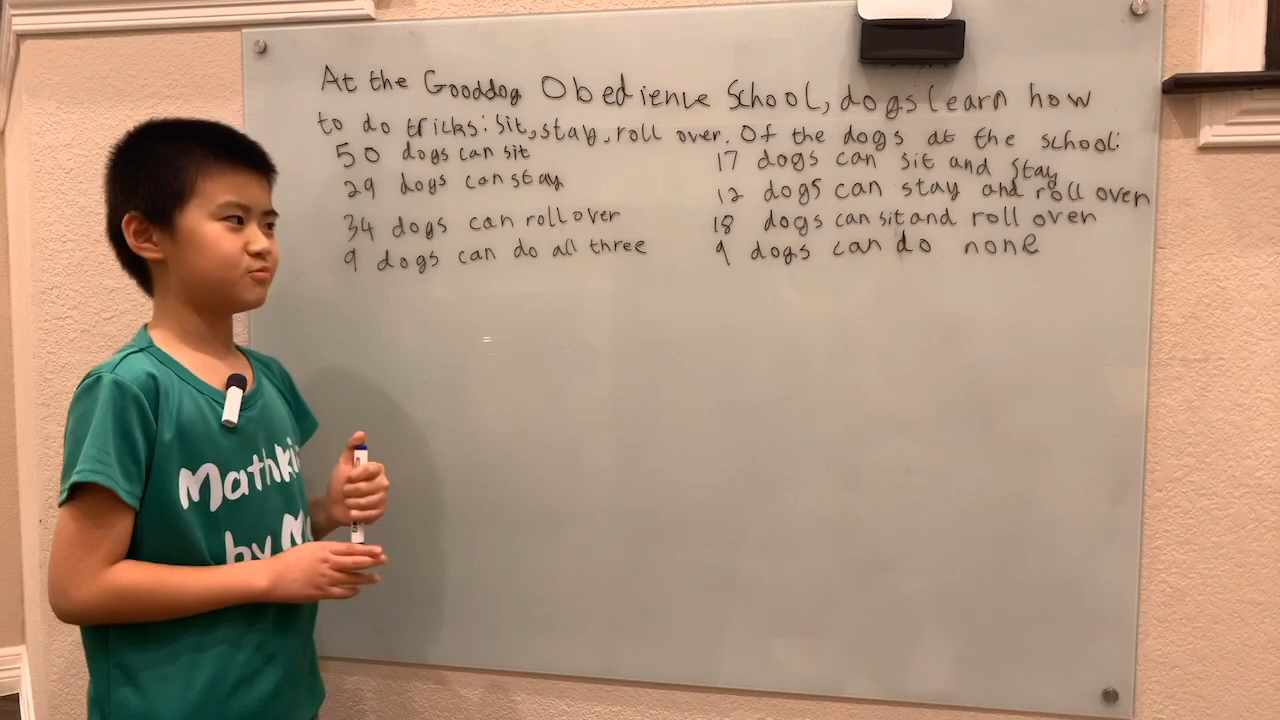 At the Gooddog Obedience School, dogs learn how
to do tricks: sit, stay, roll over. Of the dogs at the school:
50 dogs can sit
29 dogs can stay
34 dogs can roll over
9 dogs can do all three
17 dogs can sit and stay
12 dogs can stay and roll over
18 dogs can sit and roll over
9 dogs can do none
by